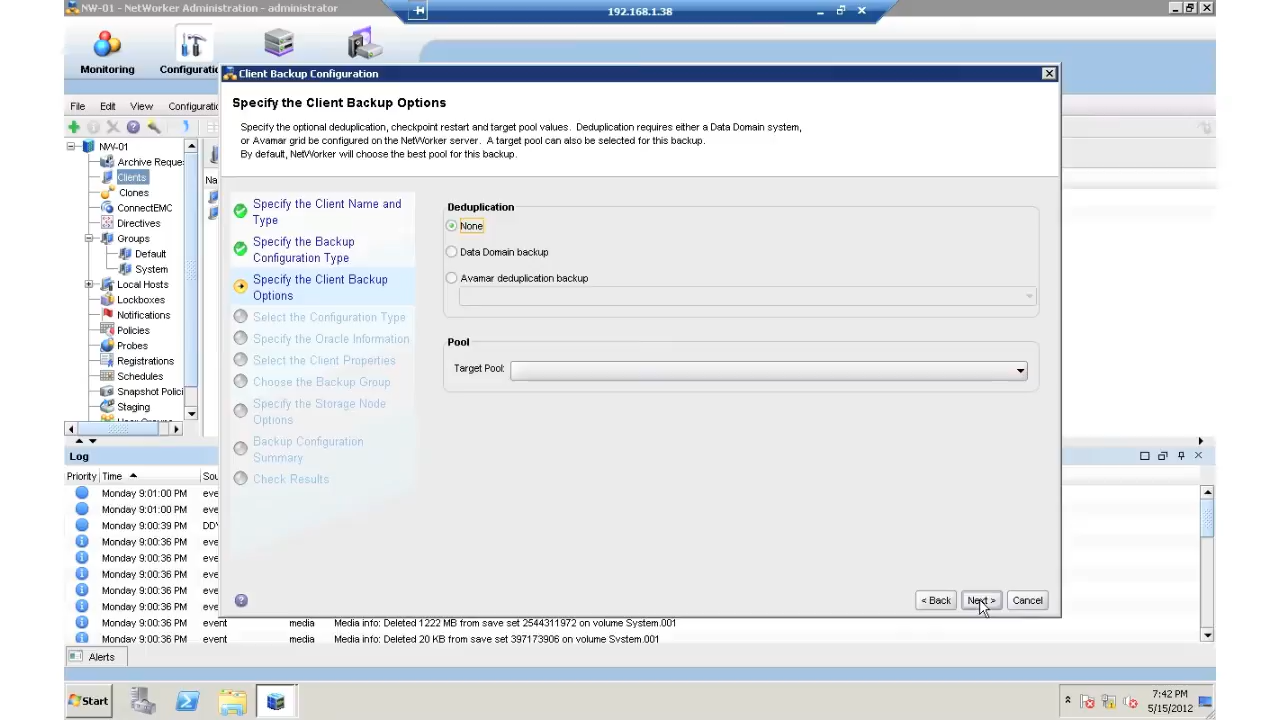 NW-01 - NetWorker Administration - administrator
192.168.1.38
Monitoring
Configuratio
File Edit View Configuratio
NW-01
Archive Reque
Clients
Clones
ConnectEMC
Directives
Groups
Default
System
Local Hosts
Lockboxes
Notifications
Policies
Probes
Registrations
Schedules
Snapshot Polici
Staging
Na
Client Backup Configuration
Specify the Client Backup Options
Specify the optional deduplication, checkpoint restart and target pool values. Deduplication requires either a Data Domain system,
or Avamar grid be configured on the NetWorker server. A target pool can also be selected for this backup.
By default, NetWorker will choose the best pool for this backup.
Specify the Client Name and
Type
Specify the Backup
Configuration Type
Specify the Client Backup
Options
Select the Configuration Type
Specify the Oracle Information
Select the Client Properties
Choose the Backup Group
Specify the Storage Node
Options
Backup Configuration
Summary
Check Results
Deduplication
None
Data Domain backup
Avamar deduplication backup
Pool
Target Pool:
< Back
Next >
Cancel
Log
Priority Time Sou
Monday 9:01:00 PM eve
Monday 9:01:00 PM eve
Monday 9:00:39 PM DDY
Monday 9:00:36 PM eve
Monday 9:00:36 PM eve
Monday 9:00:36 PM eve
Monday 9:00:36 PM eve
Monday 9:00:36 PM eve
Monday 9:00:36 PM event media Media info: Deleted 1222 MB from save set 2544311972 on volume System.001
Monday 9:00:36 PM event media Media info: Deleted 20 KB from save set 397173906 on volume System.001
Alerts
Start
7:42 PM
5/15/2012